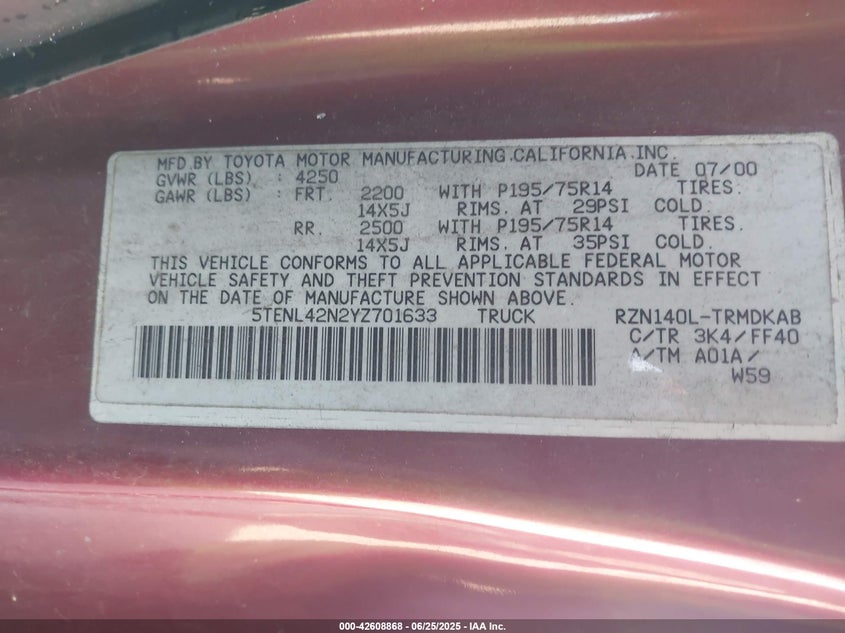 MFD.BY TOYOTA MOTOR MANUFACTURING.CALIFORNIA.INC.
GVWR (LBS) : 4250 DATE 07/00
GAWR (LBS) : FRT. 2200 WITH P195/75R14 TIRES.
14X5J RIMS. AT 29PSI COLD.
RR. 2500 WITH P195/75R14 TIRES.
14X5J RIMS. AT 35PSI COLD.
THIS VEHICLE CONFORMS TO ALL APPLICABLE FEDERAL MOTOR
VEHICLE SAFETY AND THEFT PREVENTION STANDARDS IN EFFECT
ON THE DATE OF MANUFACTURE SHOWN ABOVE.
5TENL42N2YZ701633 TRUCK RZN140L-TRMDKAB
C/TR 3K4/FF40
A/TM A01A/
W59
000-42608868 - 06/25/2025 - IAA Inc.